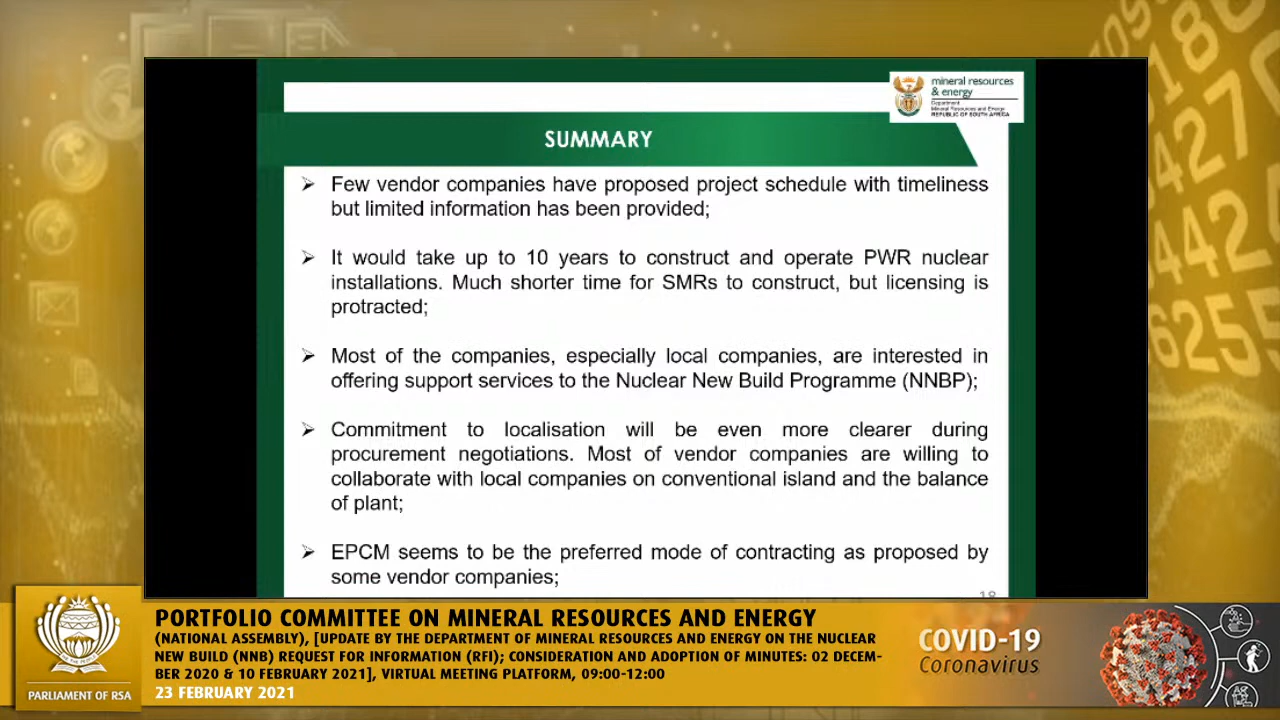 mineral resources
& energy
Department:
Mineral Resources and Energy
REPUBLIC OF SOUTH AFRICA
SUMMARY
➢ Few vendor companies have proposed project schedule with timeliness
but limited information has been provided;
➢ It would take up to 10 years to construct and operate PWR nuclear
installations. Much shorter time for SMRs to construct, but licensing is
protracted;
➢ Most of the companies, especially local companies, are interested in
offering support services to the Nuclear New Build Programme (NNBP);
➢ Commitment to localisation will be even more clearer during
procurement negotiations. Most of vendor companies are willing to
collaborate with local companies on conventional island and the balance
of plant;
➢ EPCM seems to be the preferred mode of contracting as proposed by
some vendor companies;
18
PARLIAMENT OF RSA
PORTFOLIO COMMITTEE ON MINERAL RESOURCES AND ENERGY
(NATIONAL ASSEMBLY), [UPDATE BY THE DEPARTMENT OF MINERAL RESOURCES AND ENERGY ON THE NUCLEAR
NEW BUILD (NNB) REQUEST FOR INFORMATION (RFI); CONSIDERATION AND ADOPTION OF MINUTES: 02 DECEM-
BER 2020 & 10 FEBRUARY 2021], VIRTUAL MEETING PLATFORM, 09:00-12:00
23 FEBRUARY 2021
COVID-19
Coronavirus